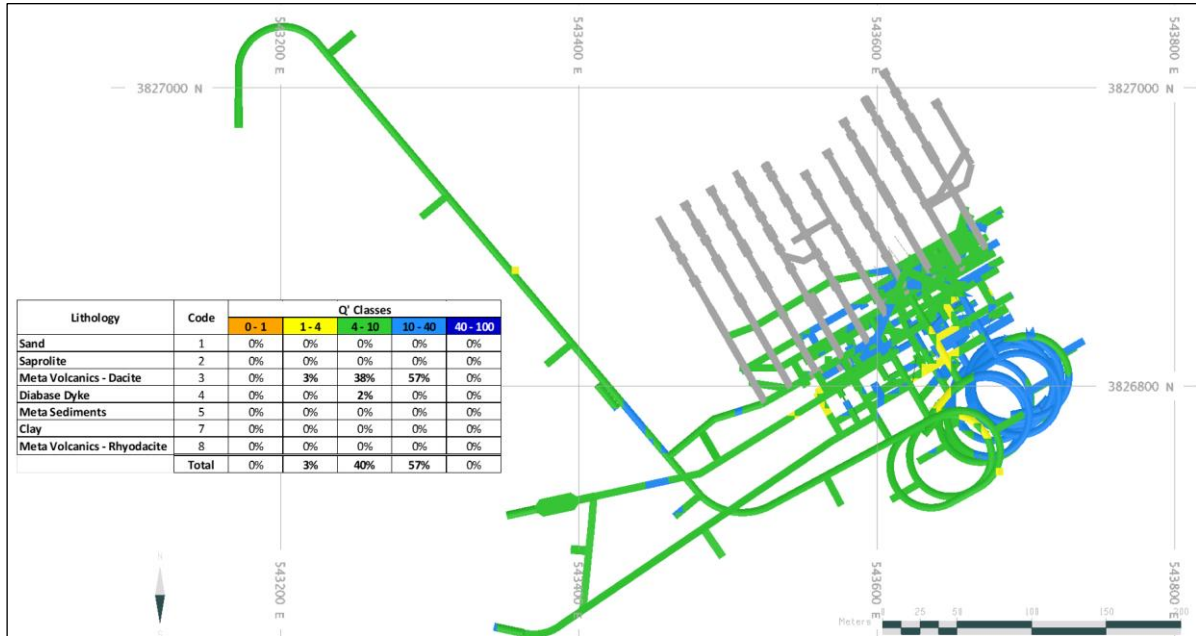 543200 E
543400 E
543600 E
543800 E
3827000 N
3827000 N
Lithology Code Q' Classes
0 - 1 1 - 4 4 - 10 10 - 40 40 - 100
Sand 1 0% 0% 0% 0% 0%
Saprolite 2 0% 0% 0% 0% 0%
Meta Volcanics - Dacite 3 0% 3% 38% 57% 0%
Diabase Dyke 4 0% 0% 2% 0% 0%
Meta Sediments 5 0% 0% 0% 0% 0%
Clay 7 0% 0% 0% 0% 0%
Meta Volcanics - Rhyodacite 8 0% 0% 0% 0% 0%
Total 0% 3% 40% 57% 0%
3826800 N
543200 E
543400 E
543600 E
543800 E
Meters 0 25 50 100 150 200